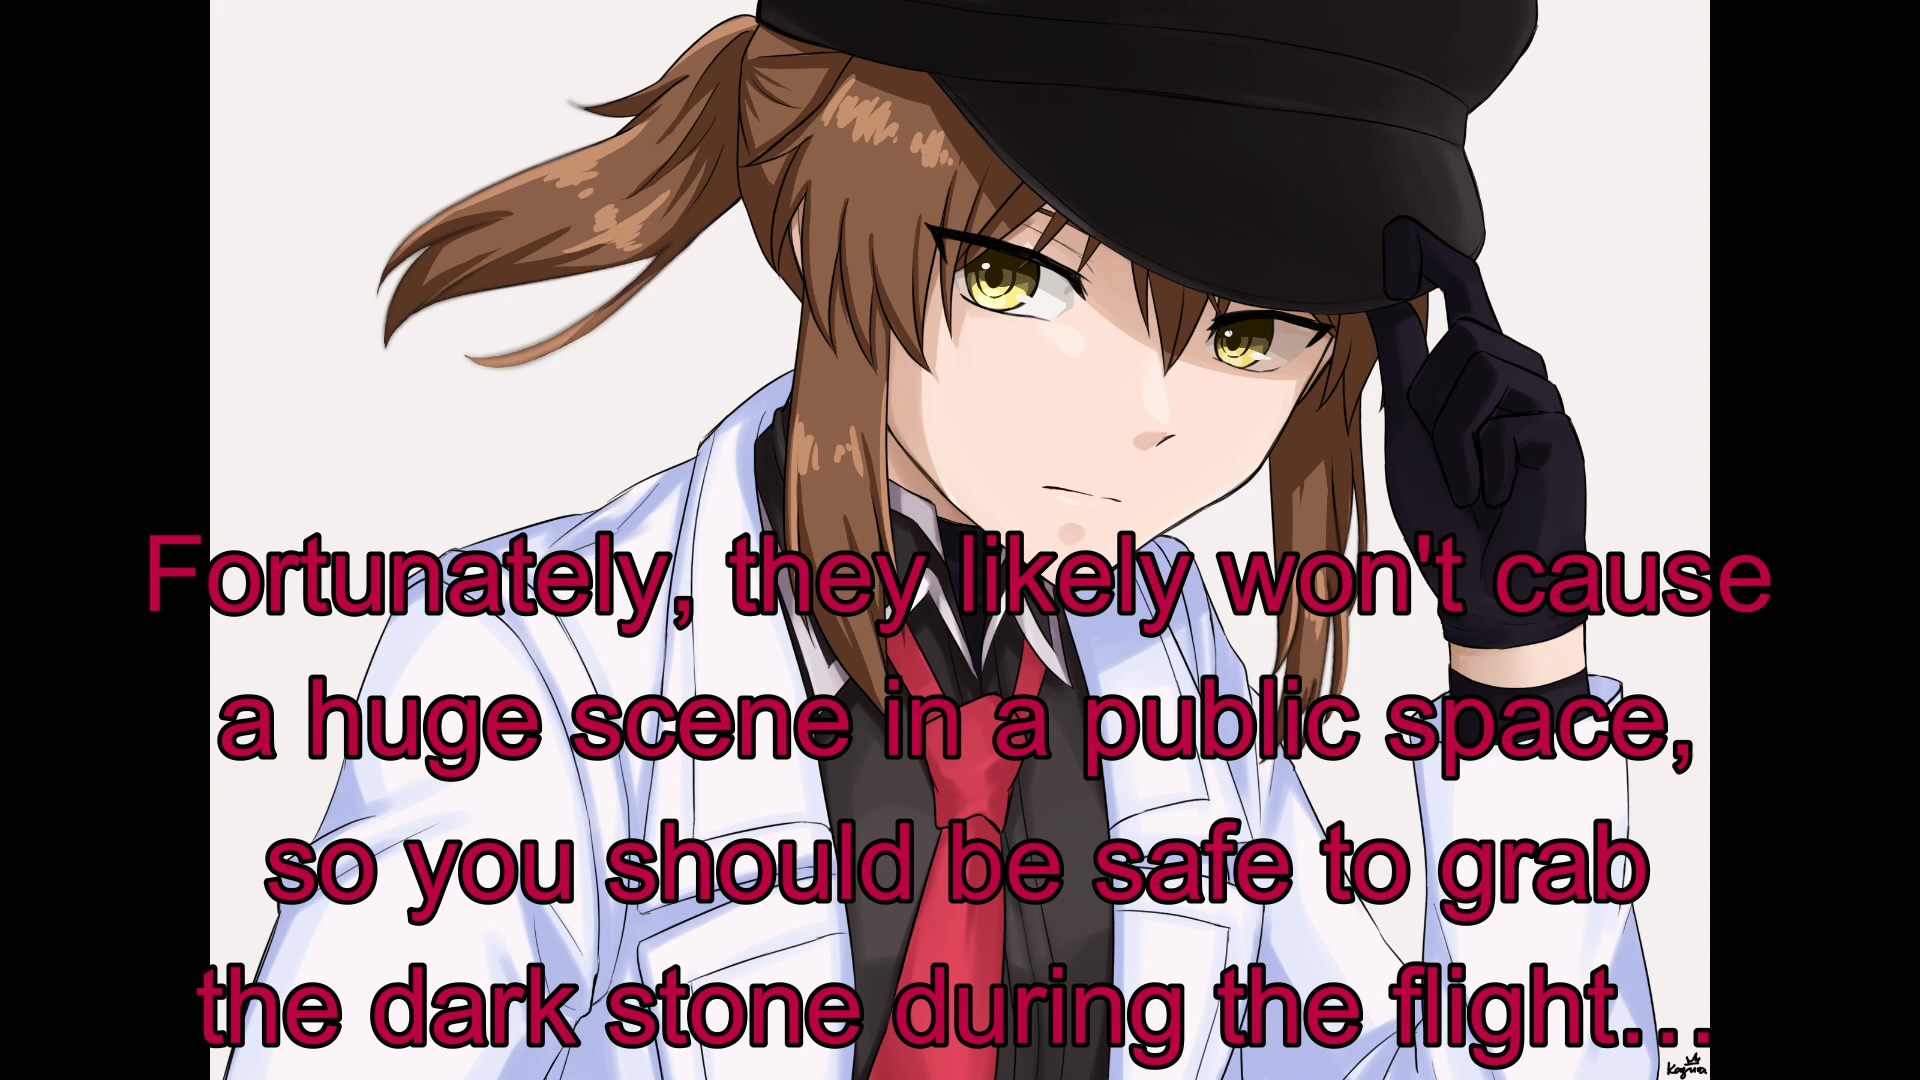 Fortunately, they likely won't cause
a huge scene in a public space,
so you should be safe to grab
the dark stone during the flight...